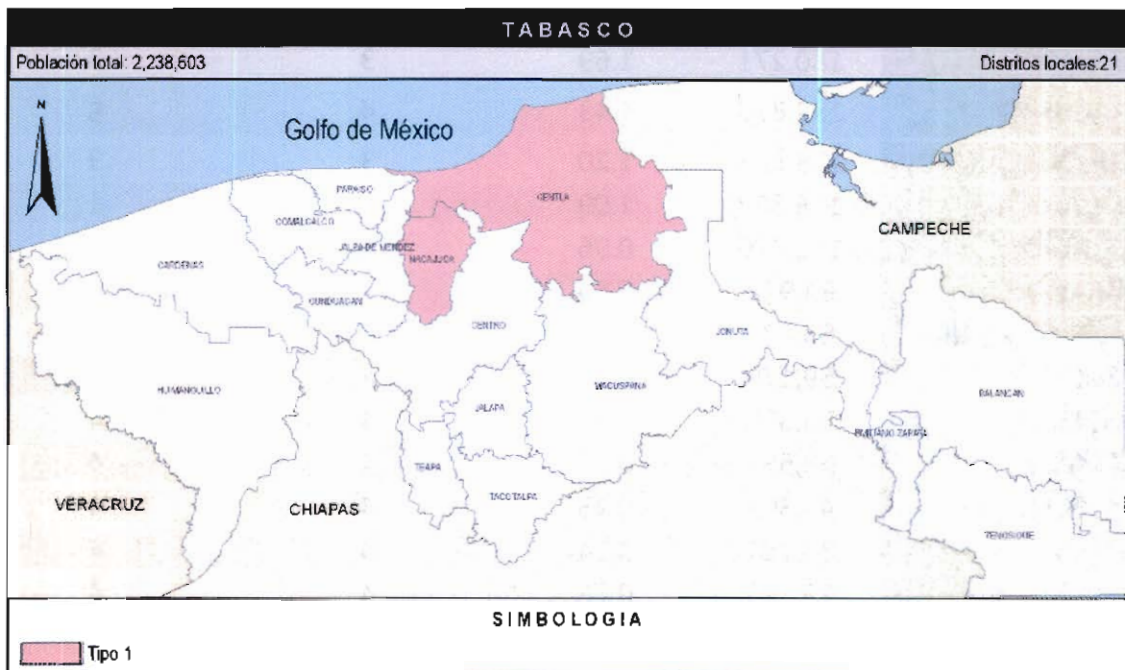 TABASCO
Población total: 2,238,603
Distritos locales:21
N
Golfo de México
PARAISO
CENTLA
COMALCALCO
CAMPECHE
JALPA DE MENDEZ
NACAJUCA
CARDENAS
CUNDUACAN
CENTRO
JONUTA
HUIMANGUILLO
MACUSPANA
BALANCAN
JALAPA
EMILIANO ZAPATA
TEAPA
VERACRUZ
CHIAPAS
TACOTALPA
TENOSIQUE
SIMBOLOGIA
Tipo 1